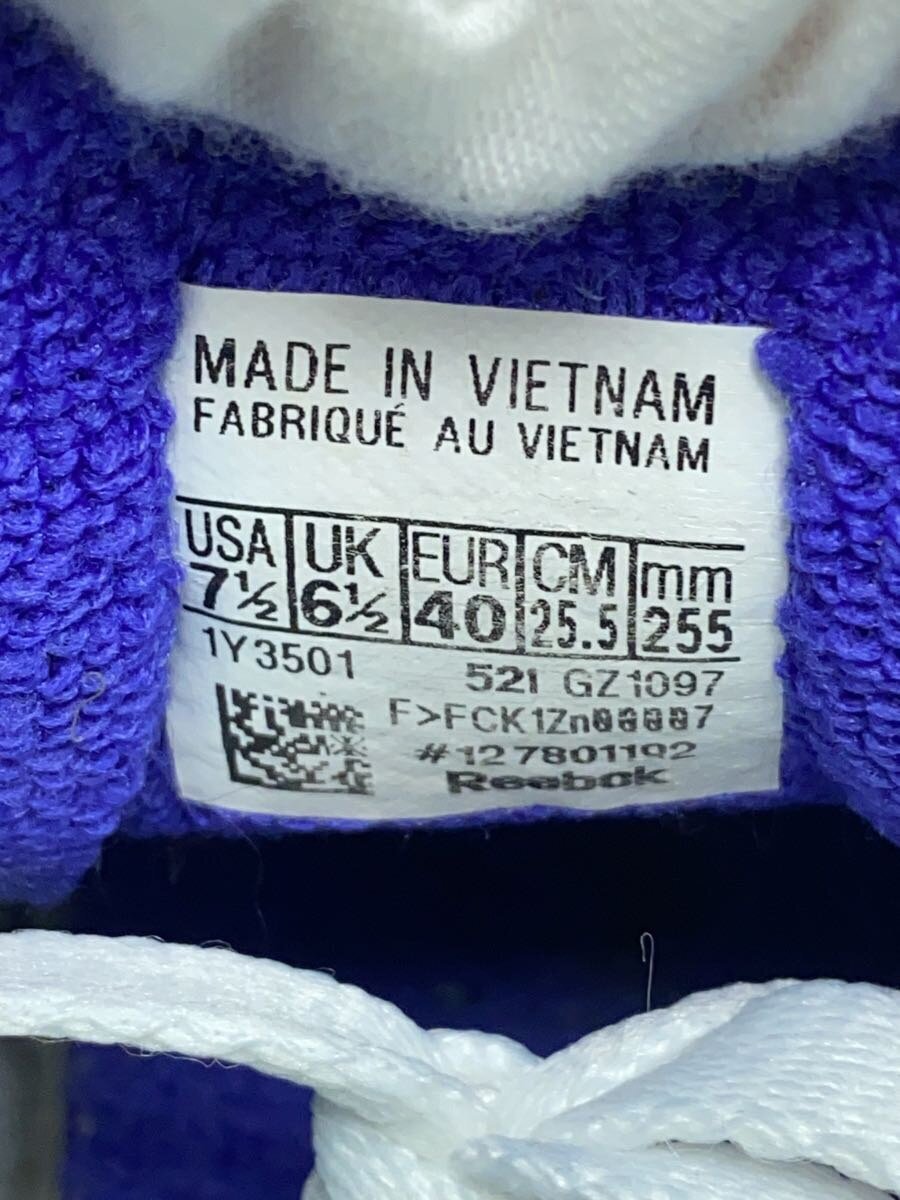 MADE IN VIETNAM
FABRIQUÉ AU VIETNAM
USA UK EUR CM mm
7½ 6½ 40 25.5 255
1Y3501 521 GZ1097
#127801192
Reebok